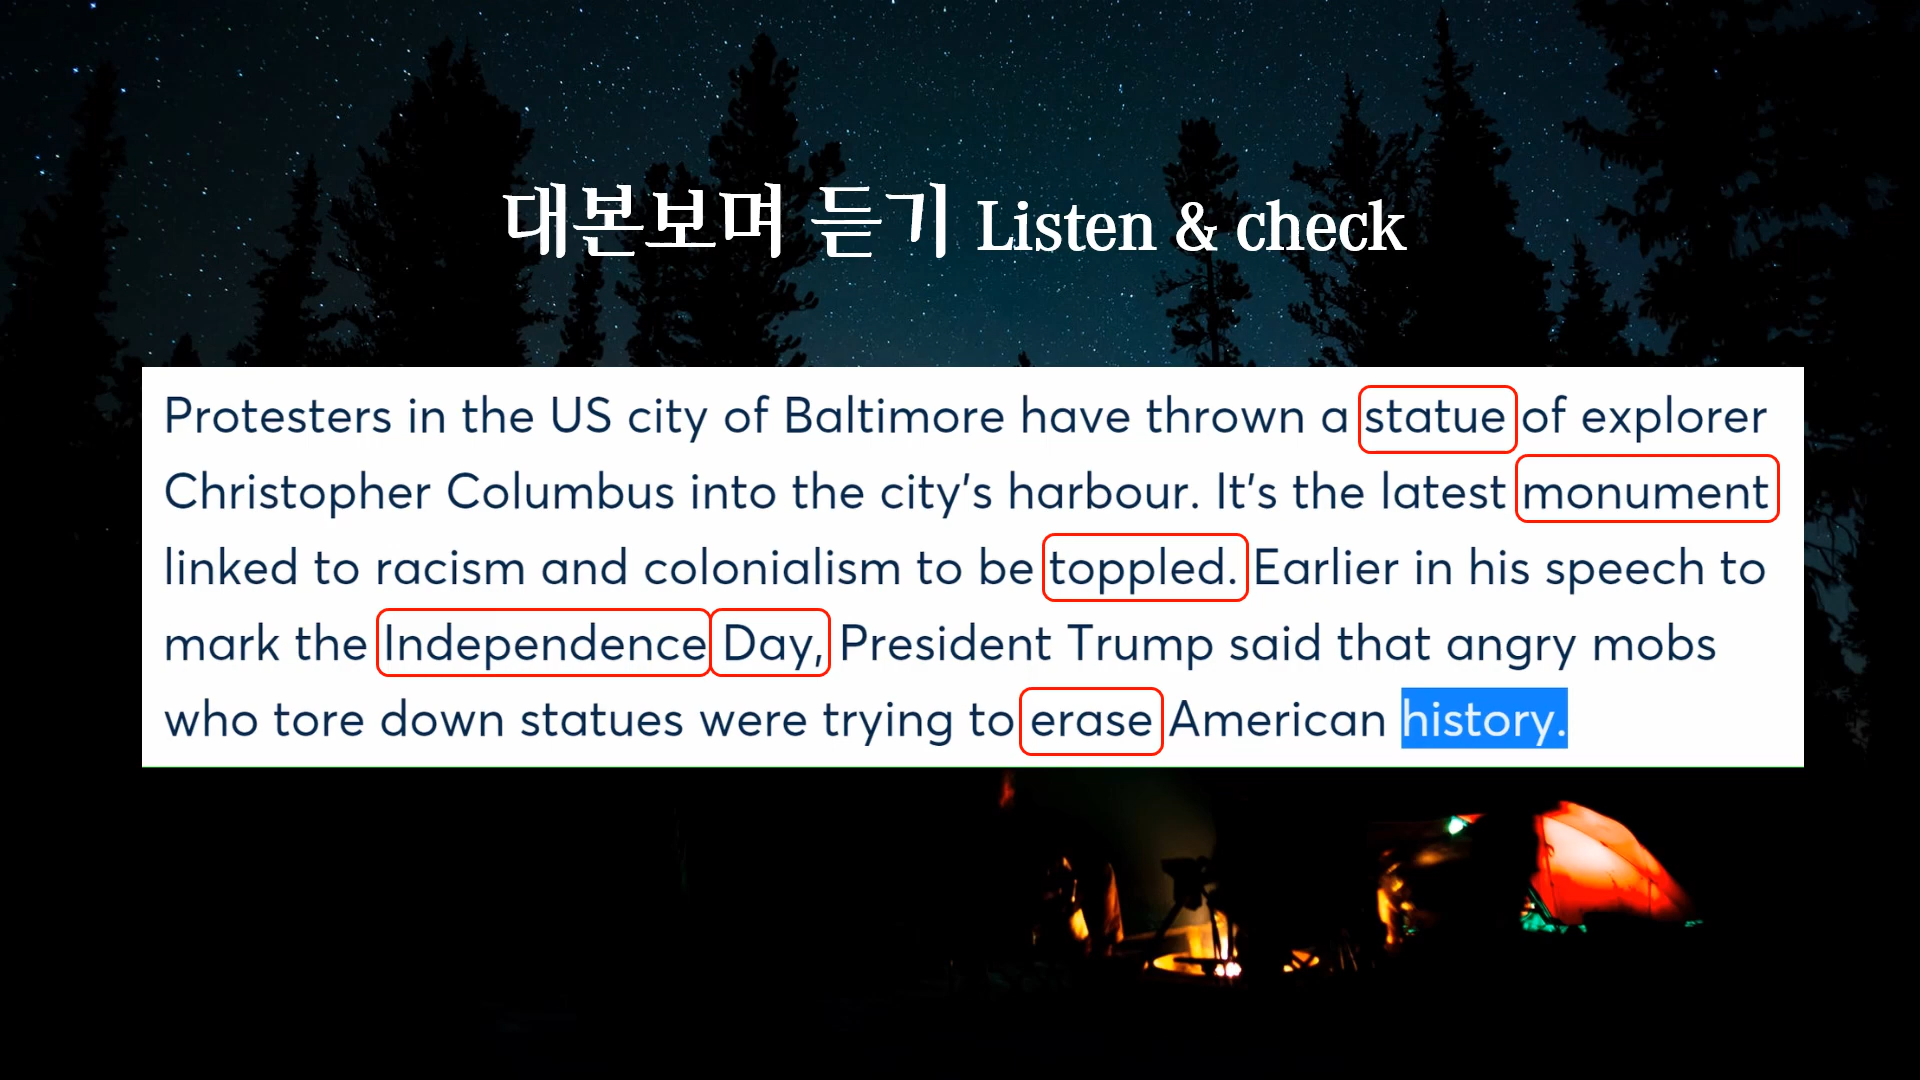 대본보며 듣기 Listen & check
Protesters in the US city of Baltimore have thrown a statue of explorer
Christopher Columbus into the city's harbour. It's the latest monument
linked to racism and colonialism to be toppled. Earlier in his speech to
mark the Independence Day, President Trump said that angry mobs
who tore down statues were trying to erase American history.